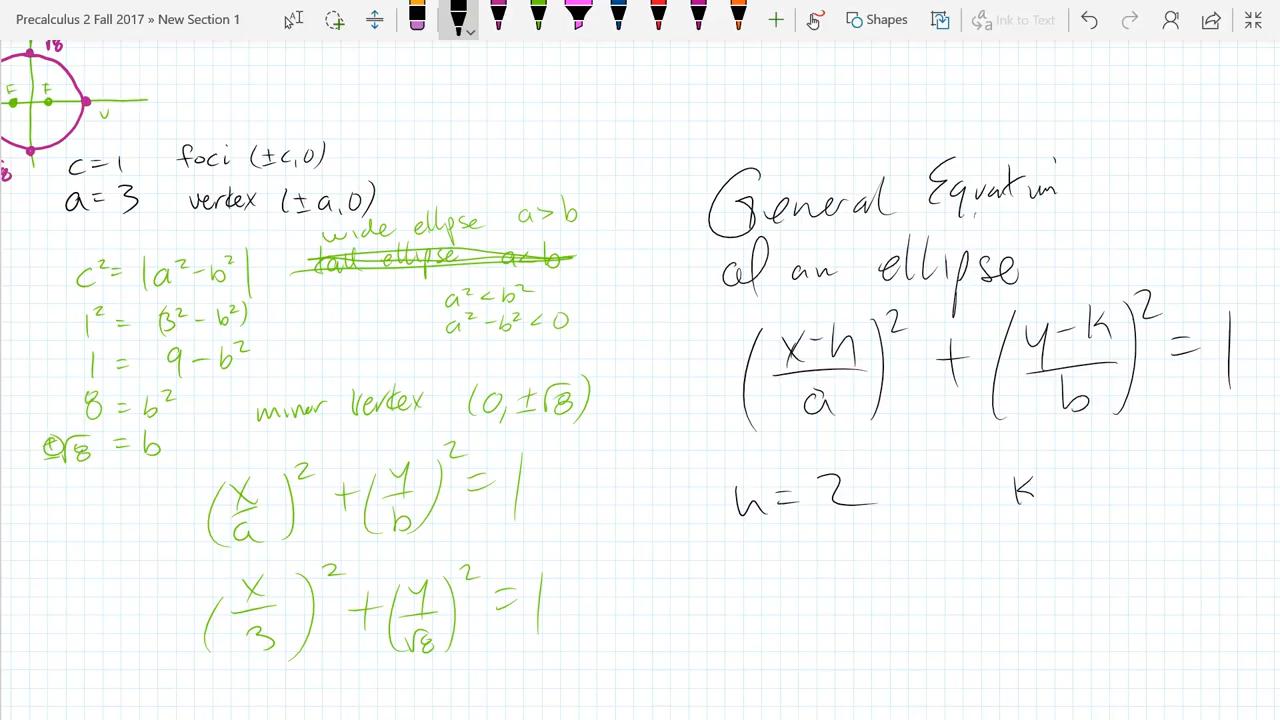 Precalculus 2 Fall 2017 » New Section 1
Shapes
Ink to Text
√8
F F
V
8
c = 1 foci (±c, 0)
a = 3 vertex (±a, 0)
wide ellipse a > b
tall ellipse a < b
c² = |a² - b²|
a² < b²
a² - b² < 0
1² = (3² - b²)
1 = 9 - b²
8 = b²
minor vertex (0, ±√8)
±√8 = b
(x/a)² + (y/b)² = 1
(x/3)² + (y/√8)² = 1
General Equation
of an ellipse
(x-h/a)² + (y-k/b)² = 1
h = 2 k